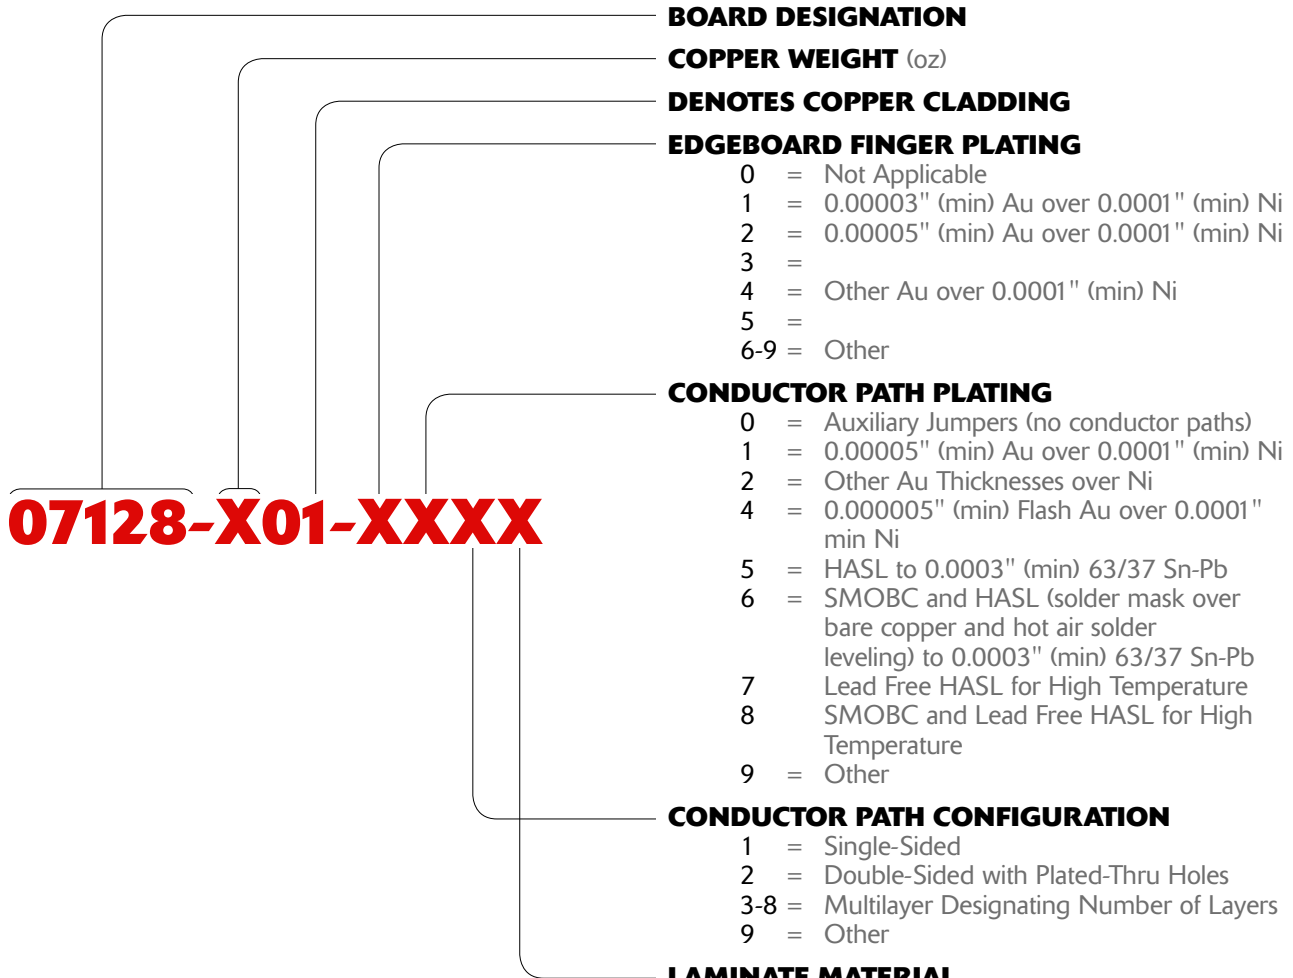 BOARD DESIGNATION
COPPER WEIGHT (oz)
DENOTES COPPER CLADDING
EDGEBOARD FINGER PLATING
0 = Not Applicable
1 = 0.00003" (min) Au over 0.0001" (min) Ni
2 = 0.00005" (min) Au over 0.0001" (min) Ni
3 =
4 = Other Au over 0.0001" (min) Ni
5 =
6-9 = Other
CONDUCTOR PATH PLATING
0 = Auxiliary Jumpers (no conductor paths)
1 = 0.00005" (min) Au over 0.0001" (min) Ni
2 = Other Au Thicknesses over Ni
4 = 0.000005" (min) Flash Au over 0.0001"
min Ni
5 = HASL to 0.0003" (min) 63/37 Sn-Pb
6 = SMOBC and HASL (solder mask over
bare copper and hot air solder
leveling) to 0.0003" (min) 63/37 Sn-Pb
7 Lead Free HASL for High Temperature
8 SMOBC and Lead Free HASL for High
Temperature
9 = Other
07128-X01-XXXX
CONDUCTOR PATH CONFIGURATION
1 = Single-Sided
2 = Double-Sided with Plated-Thru Holes
3-8 = Multilayer Designating Number of Layers
9 = Other
LAMINATE MATERIAL